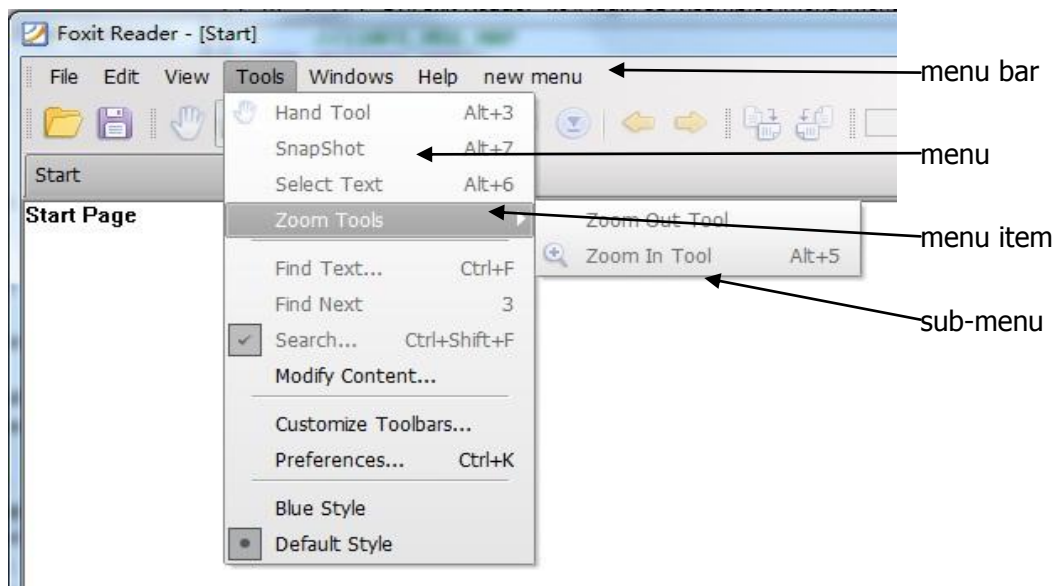 Foxit Reader - [Start]
File Edit View Tools Windows Help new menu
menu bar
Hand Tool Alt+3
SnapShot Alt+7
menu
Start
Select Text Alt+6
Start Page
Zoom Tools
Zoom Out Tool
menu item
Zoom In Tool Alt+5
Find Text... Ctrl+F
Find Next 3
sub-menu
Search... Ctrl+Shift+F
Modify Content...
Customize Toolbars...
Preferences... Ctrl+K
Blue Style
Default Style